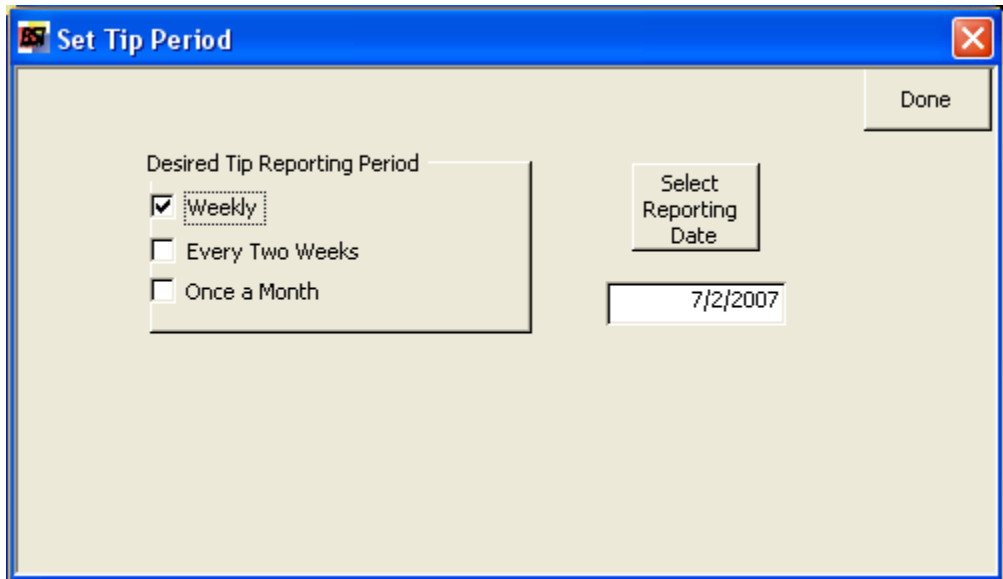 BSI Set Tip Period
Done
Desired Tip Reporting Period
Weekly
Every Two Weeks
Once a Month
Select
Reporting
Date
7/2/2007